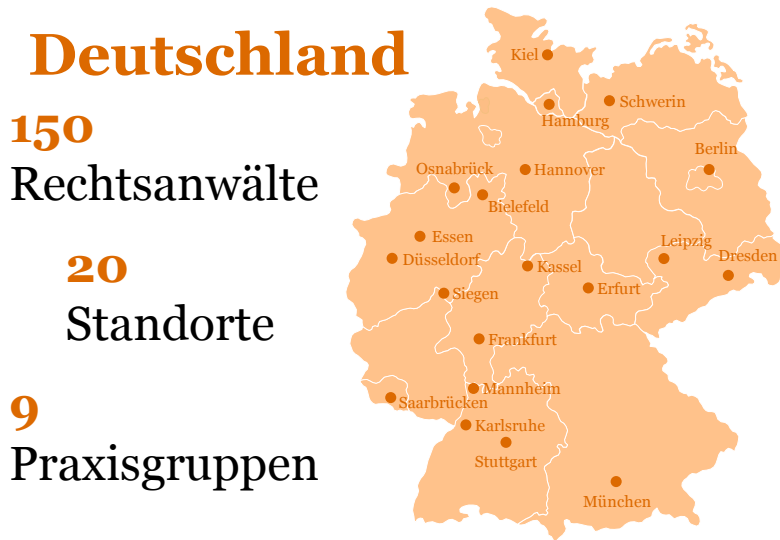 Deutschland
150
Rechtsanwälte
20
Standorte
9
Praxisgruppen
Kiel
Schwerin
Hamburg
Berlin
Osnabrück
Hannover
Bielefeld
Essen
Leipzig
Düsseldorf
Dresden
Kassel
Siegen
Erfurt
Frankfurt
Mannheim
Saarbrücken
Karlsruhe
Stuttgart
München